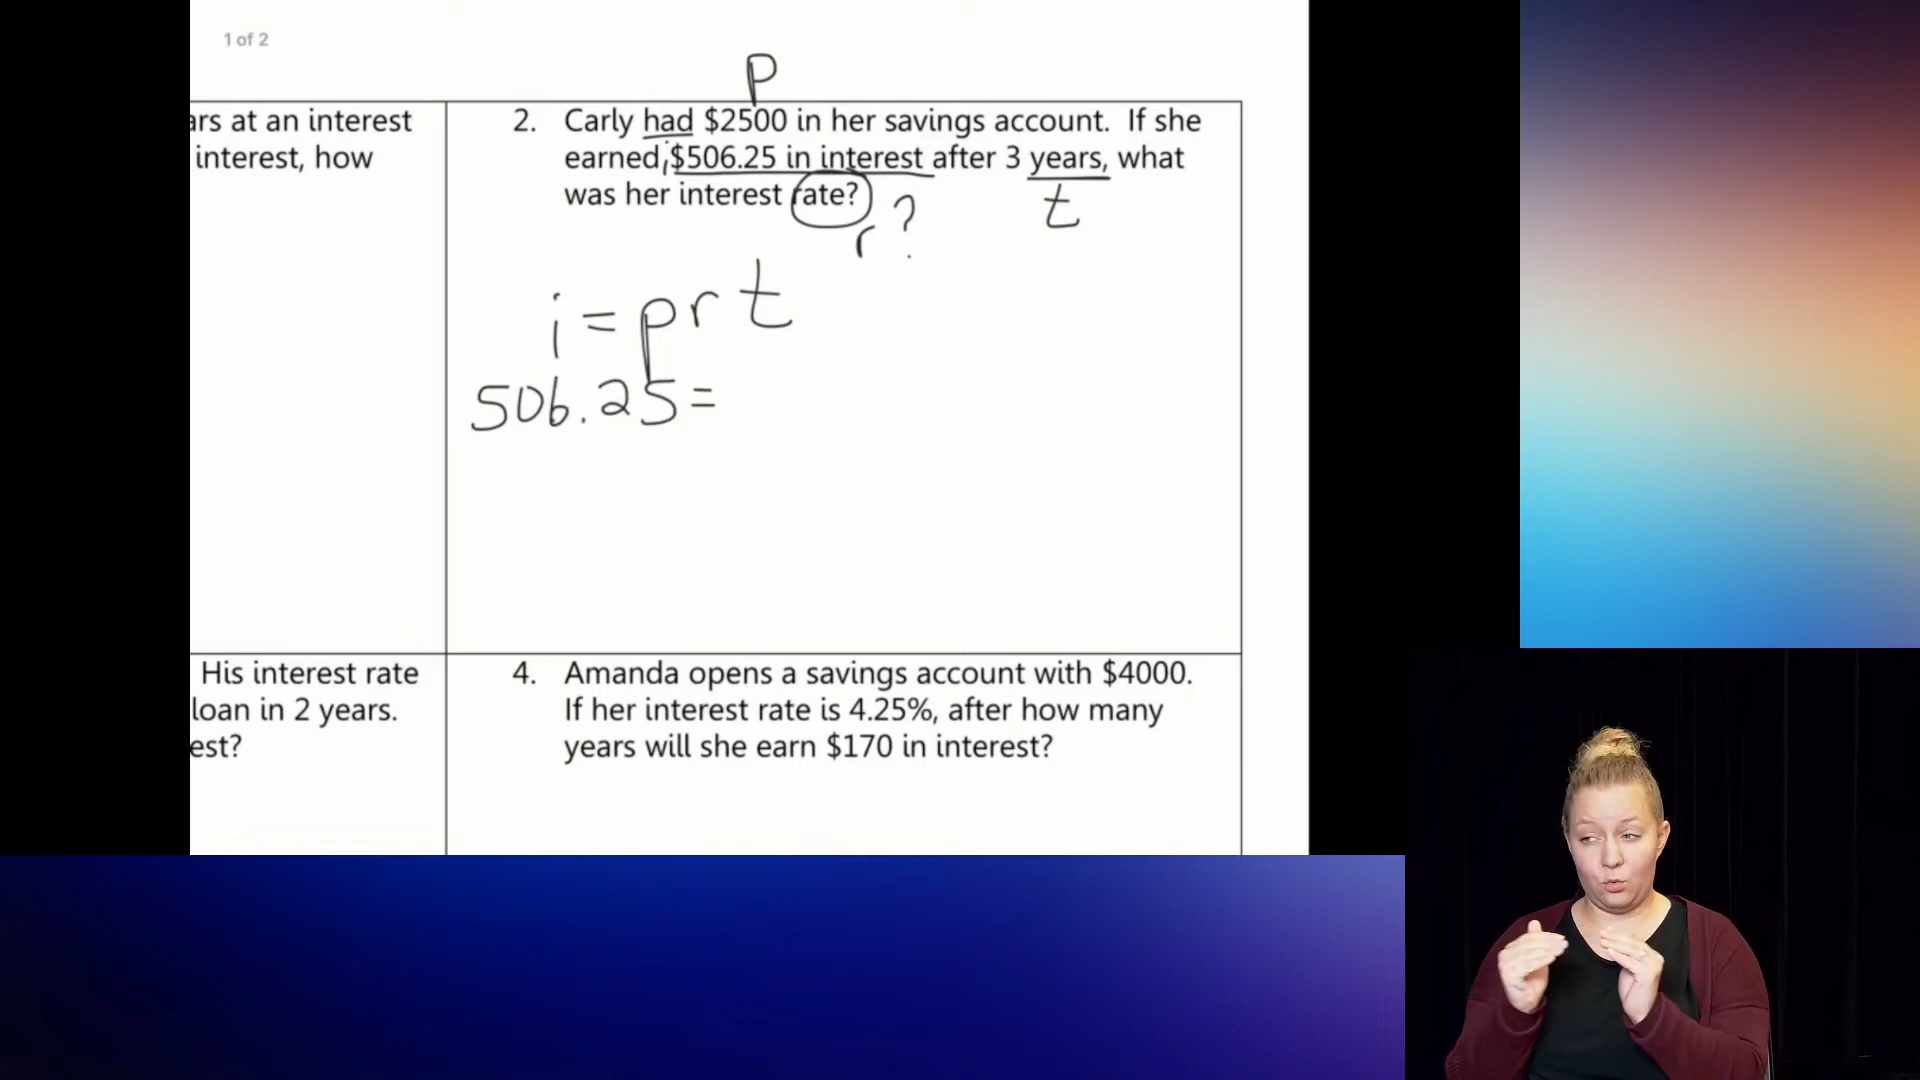 1 of 2
P
ars at an interest
interest, how
2. Carly had $2500 in her savings account. If she
earned, $506.25 in interest after 3 years, what
was her interest rate?
r ?
t
i = prt
506.25 =
His interest rate
loan in 2 years.
est?
4. Amanda opens a savings account with $4000.
If her interest rate is 4.25%, after how many
years will she earn $170 in interest?